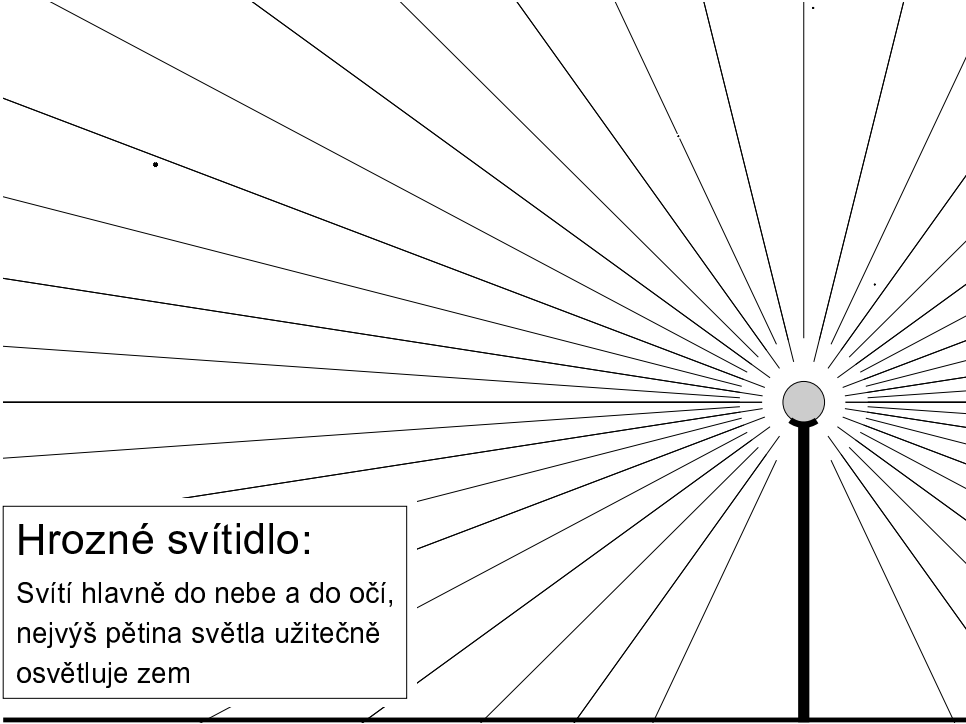 Hrozné svítidlo:
Svítí hlavně do nebe a do očí,
nejvýš pětina světla užitečně
osvětluje zem